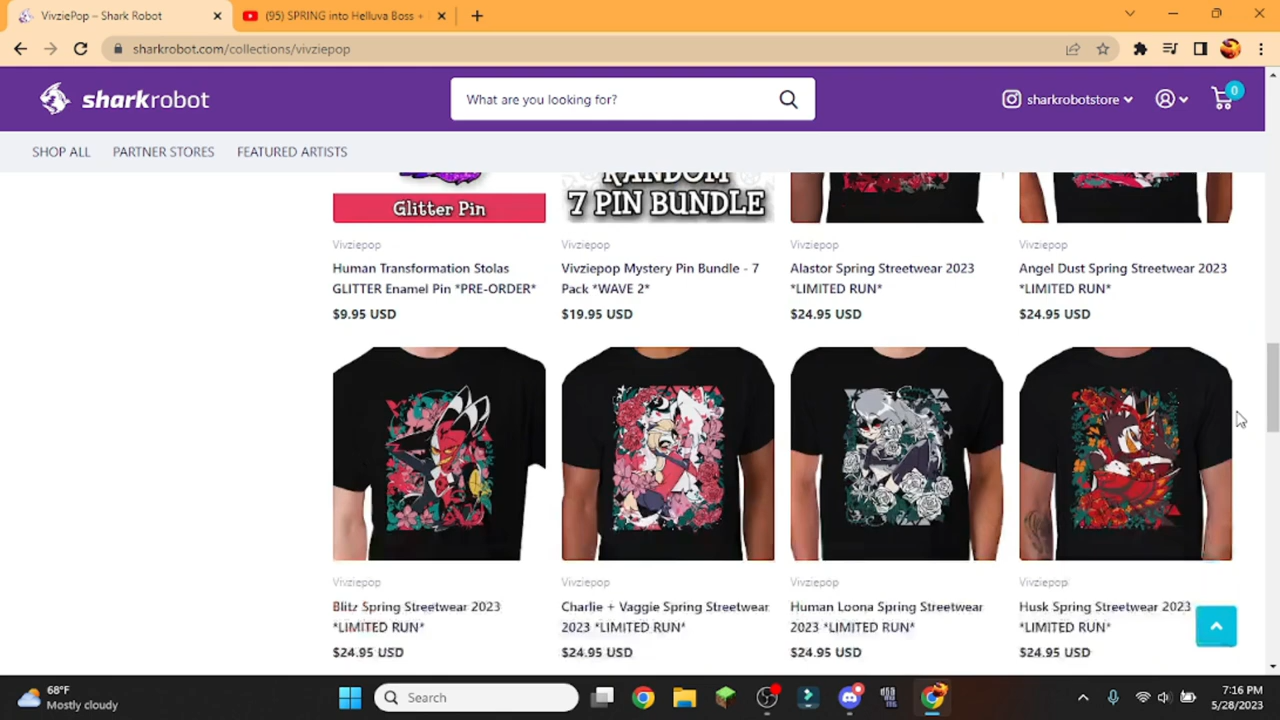 VivziePop – Shark Robot
(95) SPRING into Helluva Boss +
sharkrobot.com/collections/vivziepop
sharkrobot
What are you looking for?
sharkrobotstore
0
SHOP ALL
PARTNER STORES
FEATURED ARTISTS
Glitter Pin
RANDOM
7 PIN BUNDLE
Vivziepop
Vivziepop
Vivziepop
Vivziepop
Human Transformation Stolas
GLITTER Enamel Pin *PRE-ORDER*
Vivziepop Mystery Pin Bundle - 7
Pack *WAVE 2*
Alastor Spring Streetwear 2023
*LIMITED RUN*
Angel Dust Spring Streetwear 2023
*LIMITED RUN*
$9.95 USD
$19.95 USD
$24.95 USD
$24.95 USD
Vivziepop
Vivziepop
Vivziepop
Vivziepop
Blitz Spring Streetwear 2023
*LIMITED RUN*
Charlie + Vaggie Spring Streetwear
2023 *LIMITED RUN*
Human Loona Spring Streetwear
2023 *LIMITED RUN*
Husk Spring Streetwear 2023
*LIMITED RUN*
$24.95 USD
$24.95 USD
$24.95 USD
$24.95 USD
68°F
Mostly cloudy
Search
7:16 PM
5/28/2023